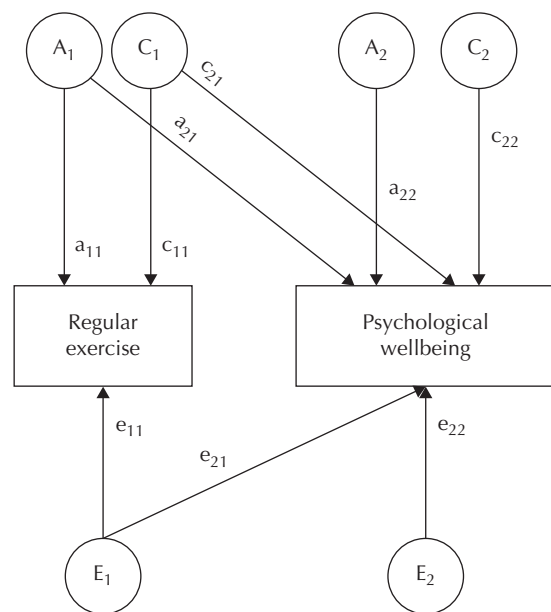 A₁
C₁
A₂
C₂
c₂₁
a₂₁
c₂₂
a₂₂
a₁₁
c₁₁
Regular
exercise
Psychological
wellbeing
e₁₁
e₂₁
e₂₂
E₁
E₂